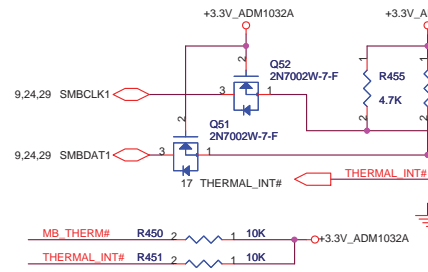 +3.3V_ADM1032A
+3.3V_A
2
Q52
2N7002W-7-F
2
1
R455
4.7K
2
9,24,29 SMBCLK1
3
1
2
Q51
2N7002W-7-F
9,24,29 SMBDAT1
3
1
17 THERMAL_INT#
THERMAL_INT#
MB_THERM# R450 2 1 10K
+3.3V_ADM1032A
THERMAL_INT# R451 2 1 10K